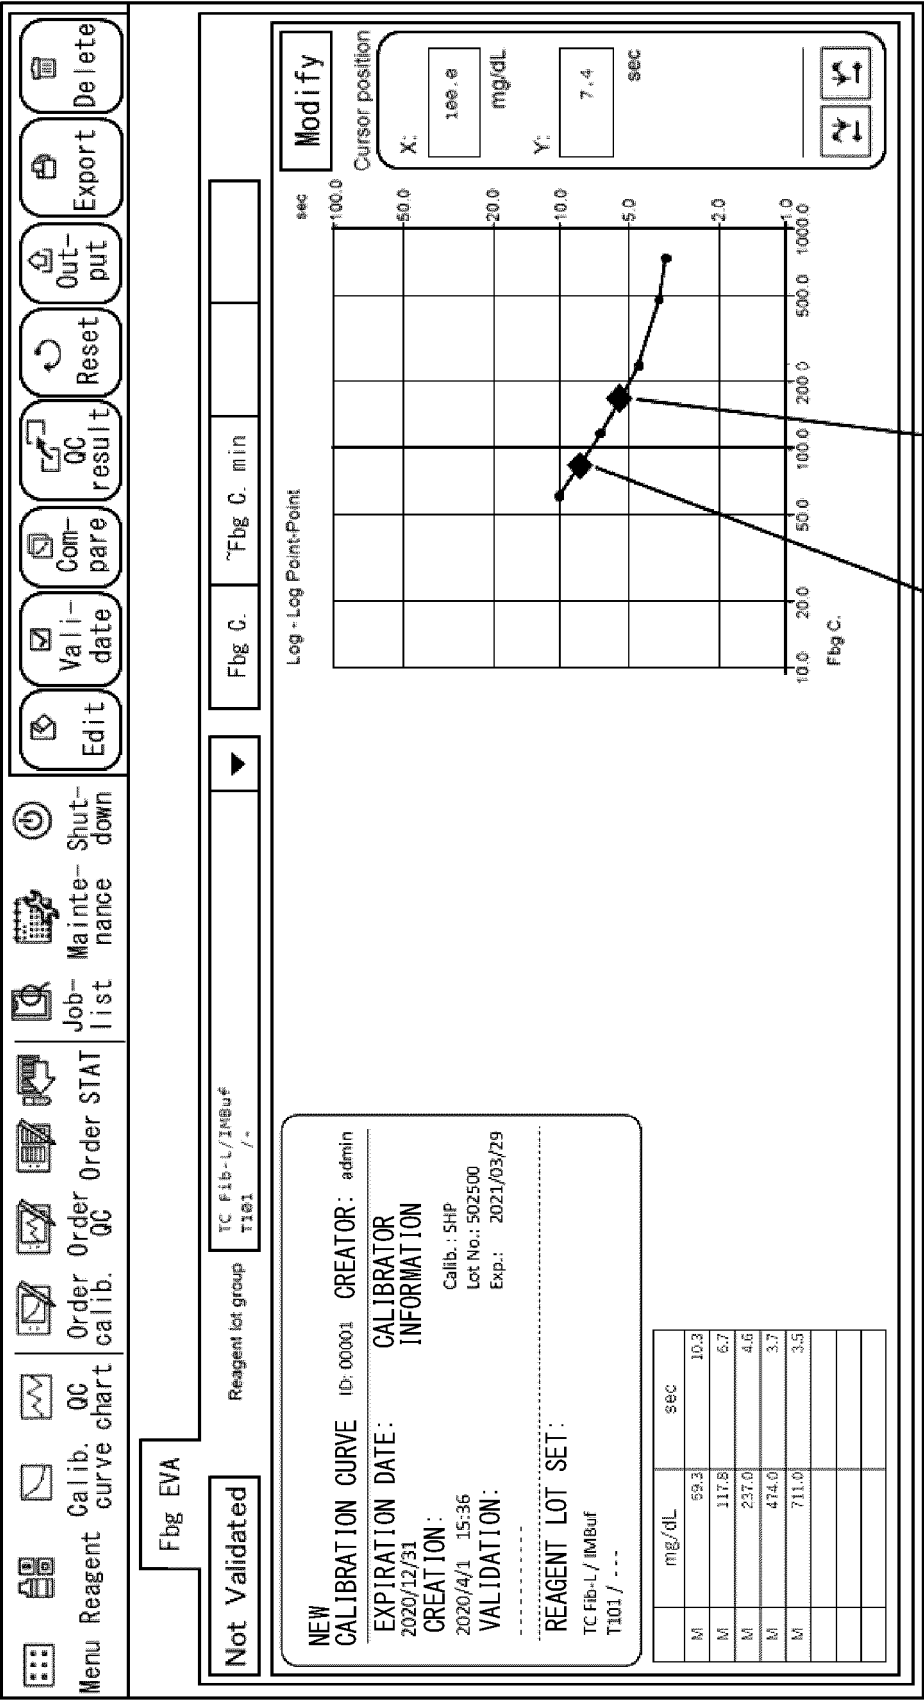 Menu
Reagent
Calib.
curve
QC
chart
Order
calib.
Order
QC
Order
STAT
Job-
list
Mainte-
nance
Shut-
down
Edit
Vali-
date
Com-
pare
QC
result
Reset
Out-
put
Export
Delete
Fbg EVA
Not Validated
Reagent lot group
TC Fib-L/IMBuf
T101 /-
▼
Fbg C.
~Fbg C. min
NEW
CALIBRATION CURVE ID: 00001 CREATOR: admin
EXPIRATION DATE:
2020/12/31
CREATION:
2020/4/1 15:36
VALIDATION:
--------
CALIBRATOR
INFORMATION
Calib.: SHP
Lot No.: 502500
Exp.: 2021/03/29
REAGENT LOT SET:
TC Fib-L / IMBuf
T101 / ---
mg/dL sec
M 59.3 10.3
M 117.8 6.7
M 237.0 4.6
M 474.0 3.7
M 711.0 3.5
Log - Log Point-Point
sec
100.0
50.0
20.0
10.0
5.0
2.0
1.0
10.0 20.0 50.0 100.0 200.0 500.0 1000.0
Fbg C.
Modify
Cursor position
X:
100.0
mg/dL
Y:
7.4
sec